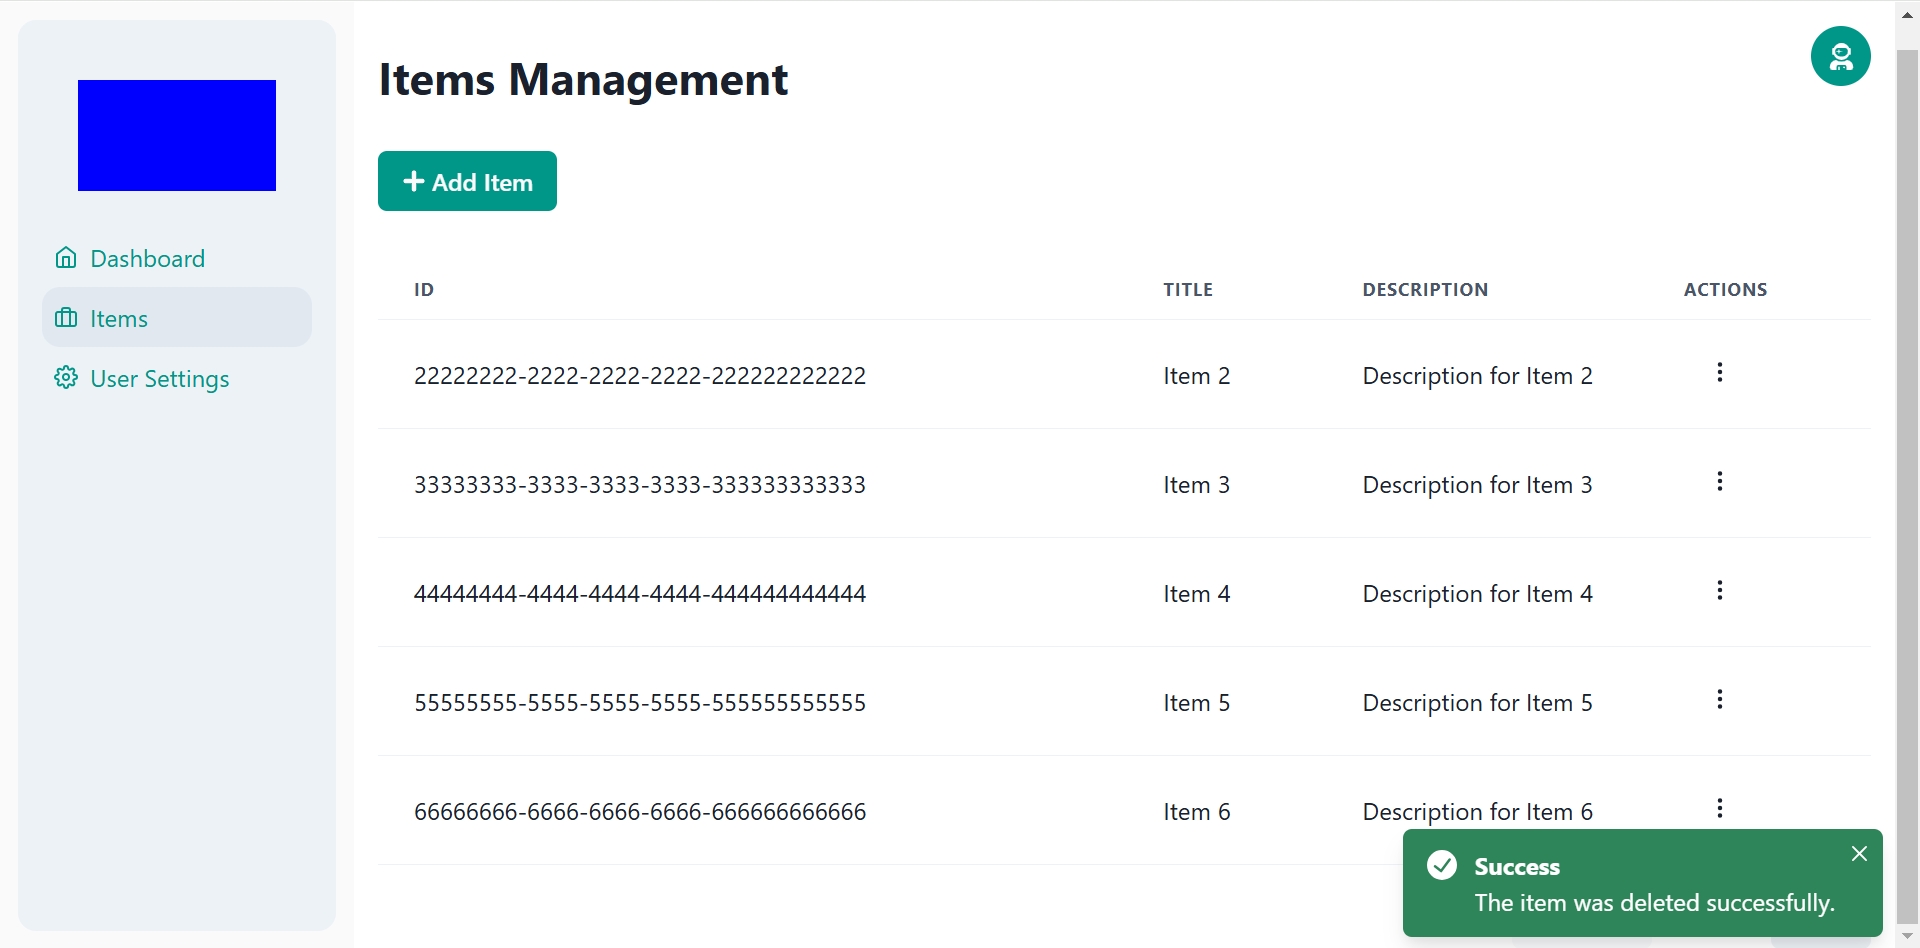 Items Management
Add Item
Dashboard
Items
User Settings
ID TITLE DESCRIPTION ACTIONS
22222222-2222-2222-2222-222222222222 Item 2 Description for Item 2
33333333-3333-3333-3333-333333333333 Item 3 Description for Item 3
44444444-4444-4444-4444-444444444444 Item 4 Description for Item 4
55555555-5555-5555-5555-555555555555 Item 5 Description for Item 5
66666666-6666-6666-6666-666666666666 Item 6 Description for Item 6
Success
The item was deleted successfully.